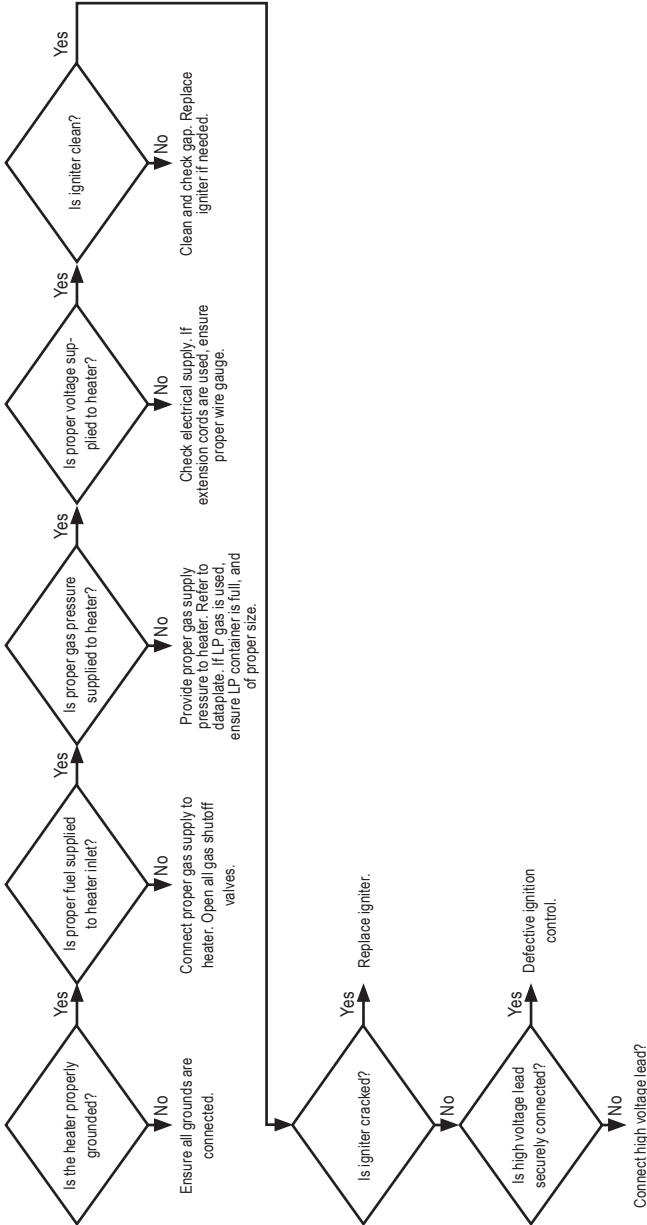 Is the heater properly
grounded?
Yes
No
Ensure all grounds are
connected.
Is proper fuel supplied
to heater inlet?
Yes
No
Connect proper gas supply to
heater. Open all gas shutoff
valves.
Is proper gas pressure
supplied to heater?
Yes
No
Provide proper gas supply
pressure to heater. Refer to
dataplate. If LP gas is used,
ensure LP container is full, and
of proper size.
Is proper voltage sup-
plied to heater?
Yes
No
Check electrical supply. If
extension cords are used, ensure
proper wire gauge.
Is igniter clean?
Yes
No
Clean and check gap. Replace
igniter if needed.
Is igniter cracked?
Yes
Replace igniter.
No
Is high voltage lead
securely connected?
Yes
Defective ignition
control.
No
Connect high voltage lead?